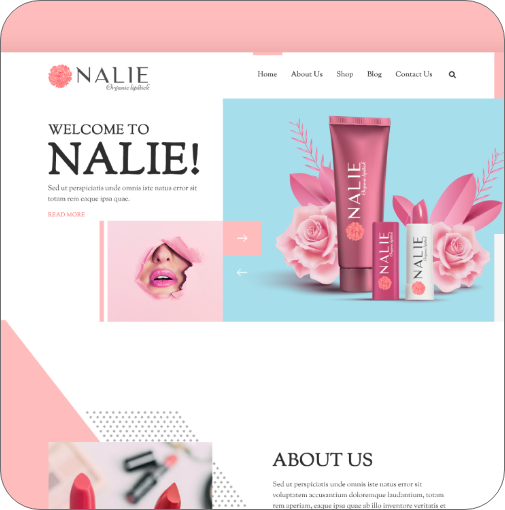 NALIE
Organic lipstick
Home About Us Shop Blog Contact Us
WELCOME TO
NALIE!
Sed ut perspiciatis unde omnis iste natus error sit
totam rem eaque ipsa quae.
READ MORE
NALIE
Organic lipstick
NALIE
NALIE
ABOUT US
Sed ut perspiciatis unde omnis iste natus error sit
voluptatem accusantium doloremque laudantium, totam
rem aperiam, eaque ipsa quae ab illo inventore veritatis et